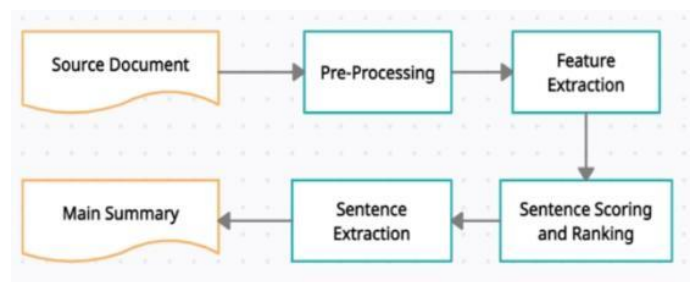 Source Document
Pre-Processing
Feature
Extraction
Main Summary
Sentence
Extraction
Sentence Scoring
and Ranking